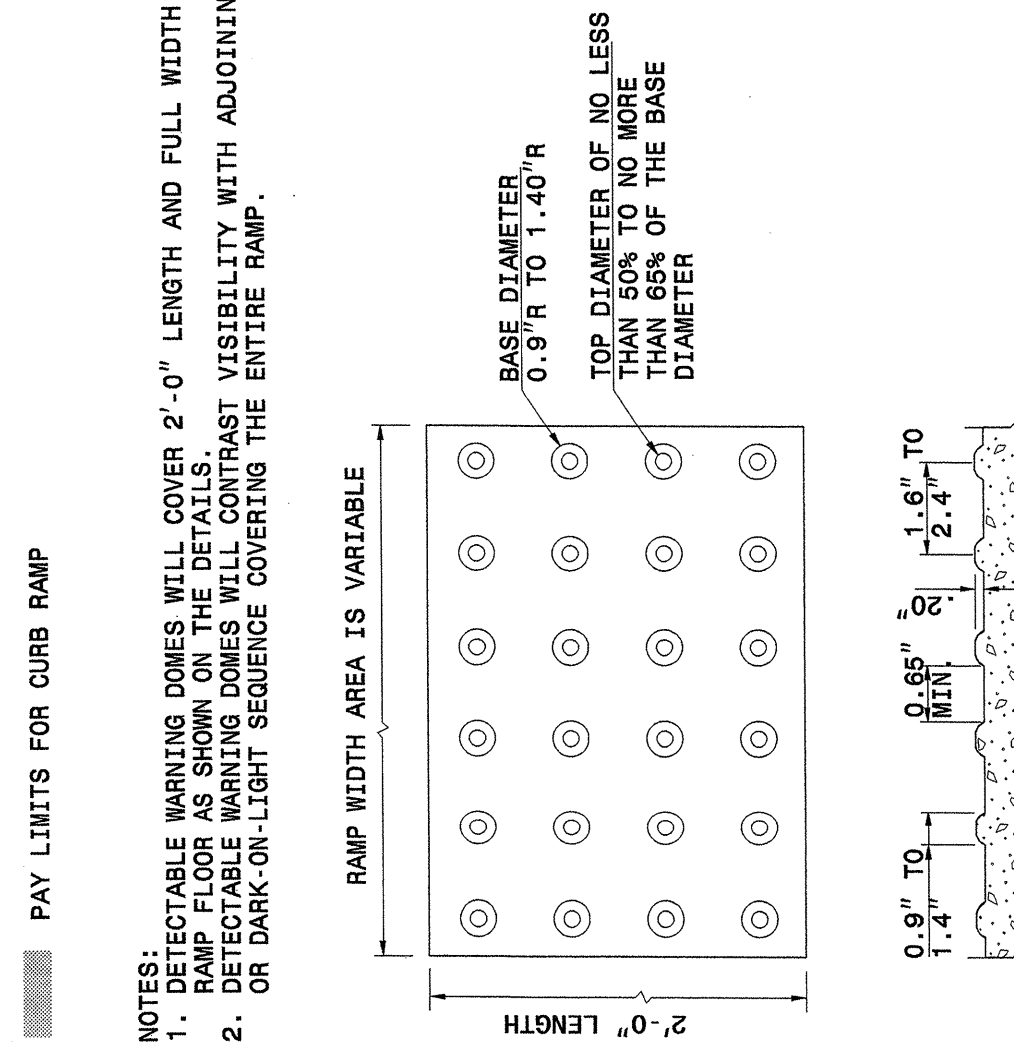 PAY LIMITS FOR CURB RAMP
NOTES:
1. DETECTABLE WARNING DOMES WILL COVER 2'-0" LENGTH AND FULL WIDTH
RAMP FLOOR AS SHOWN ON THE DETAILS.
2. DETECTABLE WARNING DOMES WILL CONTRAST VISIBILITY WITH ADJOININ
OR DARK-ON-LIGHT SEQUENCE COVERING THE ENTIRE RAMP.
RAMP WIDTH AREA IS VARIABLE
2'-0" LENGTH
BASE DIAMETER
0.9"R TO 1.40"R
TOP DIAMETER OF NO LESS
THAN 50% TO NO MORE
THAN 65% OF THE BASE
DIAMETER
0.9" TO
1.4"
0.65"
MIN.
.20"
1.6" TO
2.4"